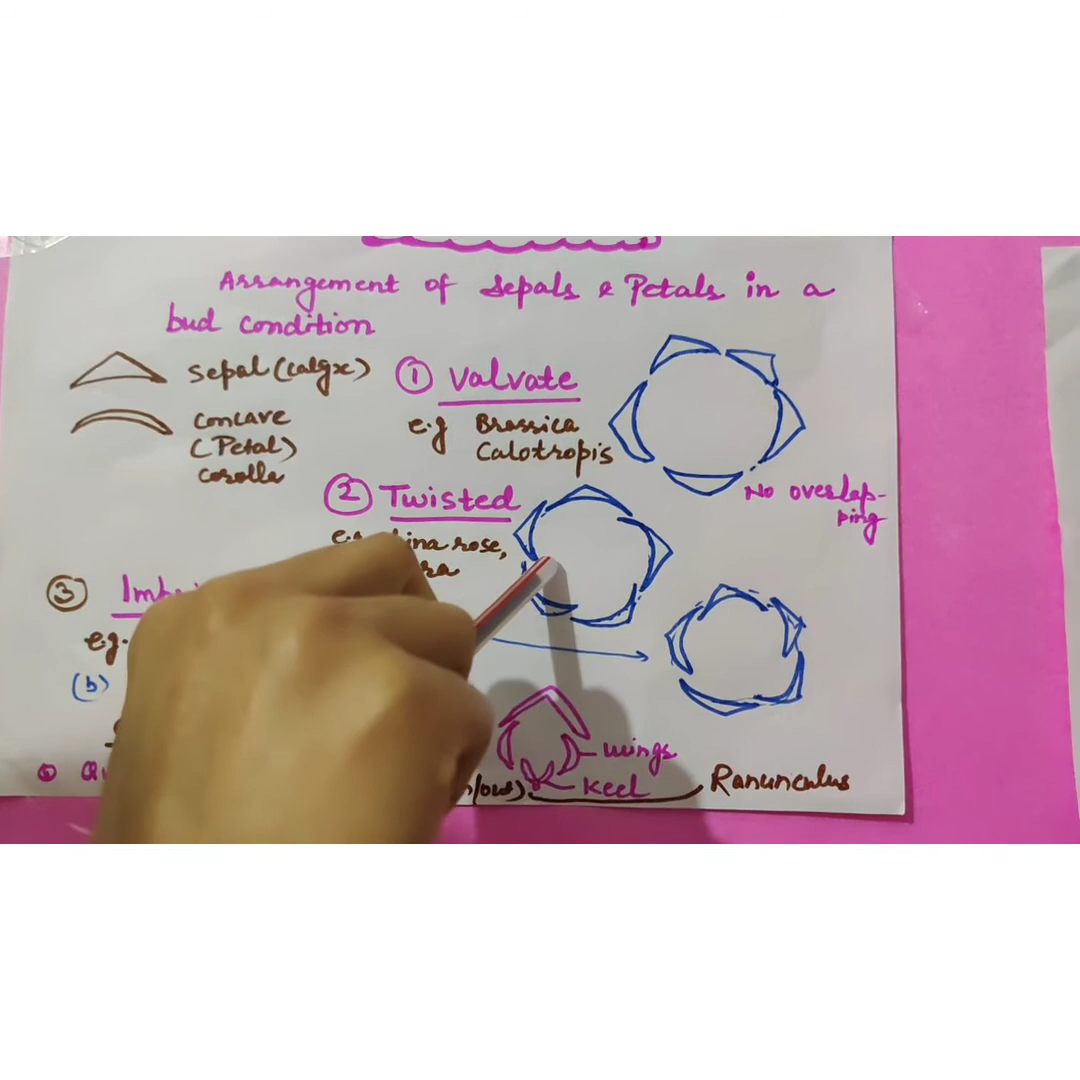 Arrangement of Sepals & Petals in a
bud condition
Sepal (Calyx)
Concave
(Petal)
Corolla
① Valvate
e.g Brassica
Calotropis
No overlap-
ping
② Twisted
rose,
③
e.g.
(b)
wings
Keel
Ranunculus